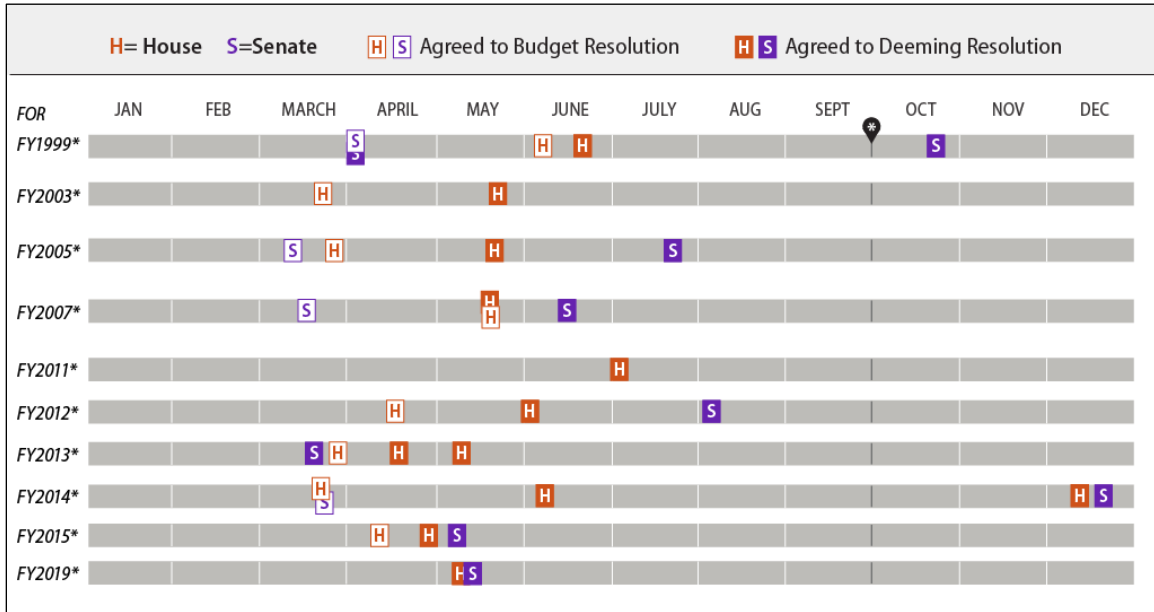 H= House S=Senate H S Agreed to Budget Resolution H S Agreed to Deeming Resolution
FOR JAN FEB MARCH APRIL MAY JUNE JULY AUG SEPT OCT NOV DEC
*
FY1999* S S H H S
FY2003* H H
FY2005* S H H S
FY2007* S H H S
FY2011* H
FY2012* H H S
FY2013* S H H H
FY2014* H S H H S
FY2015* H H S
FY2019* H S